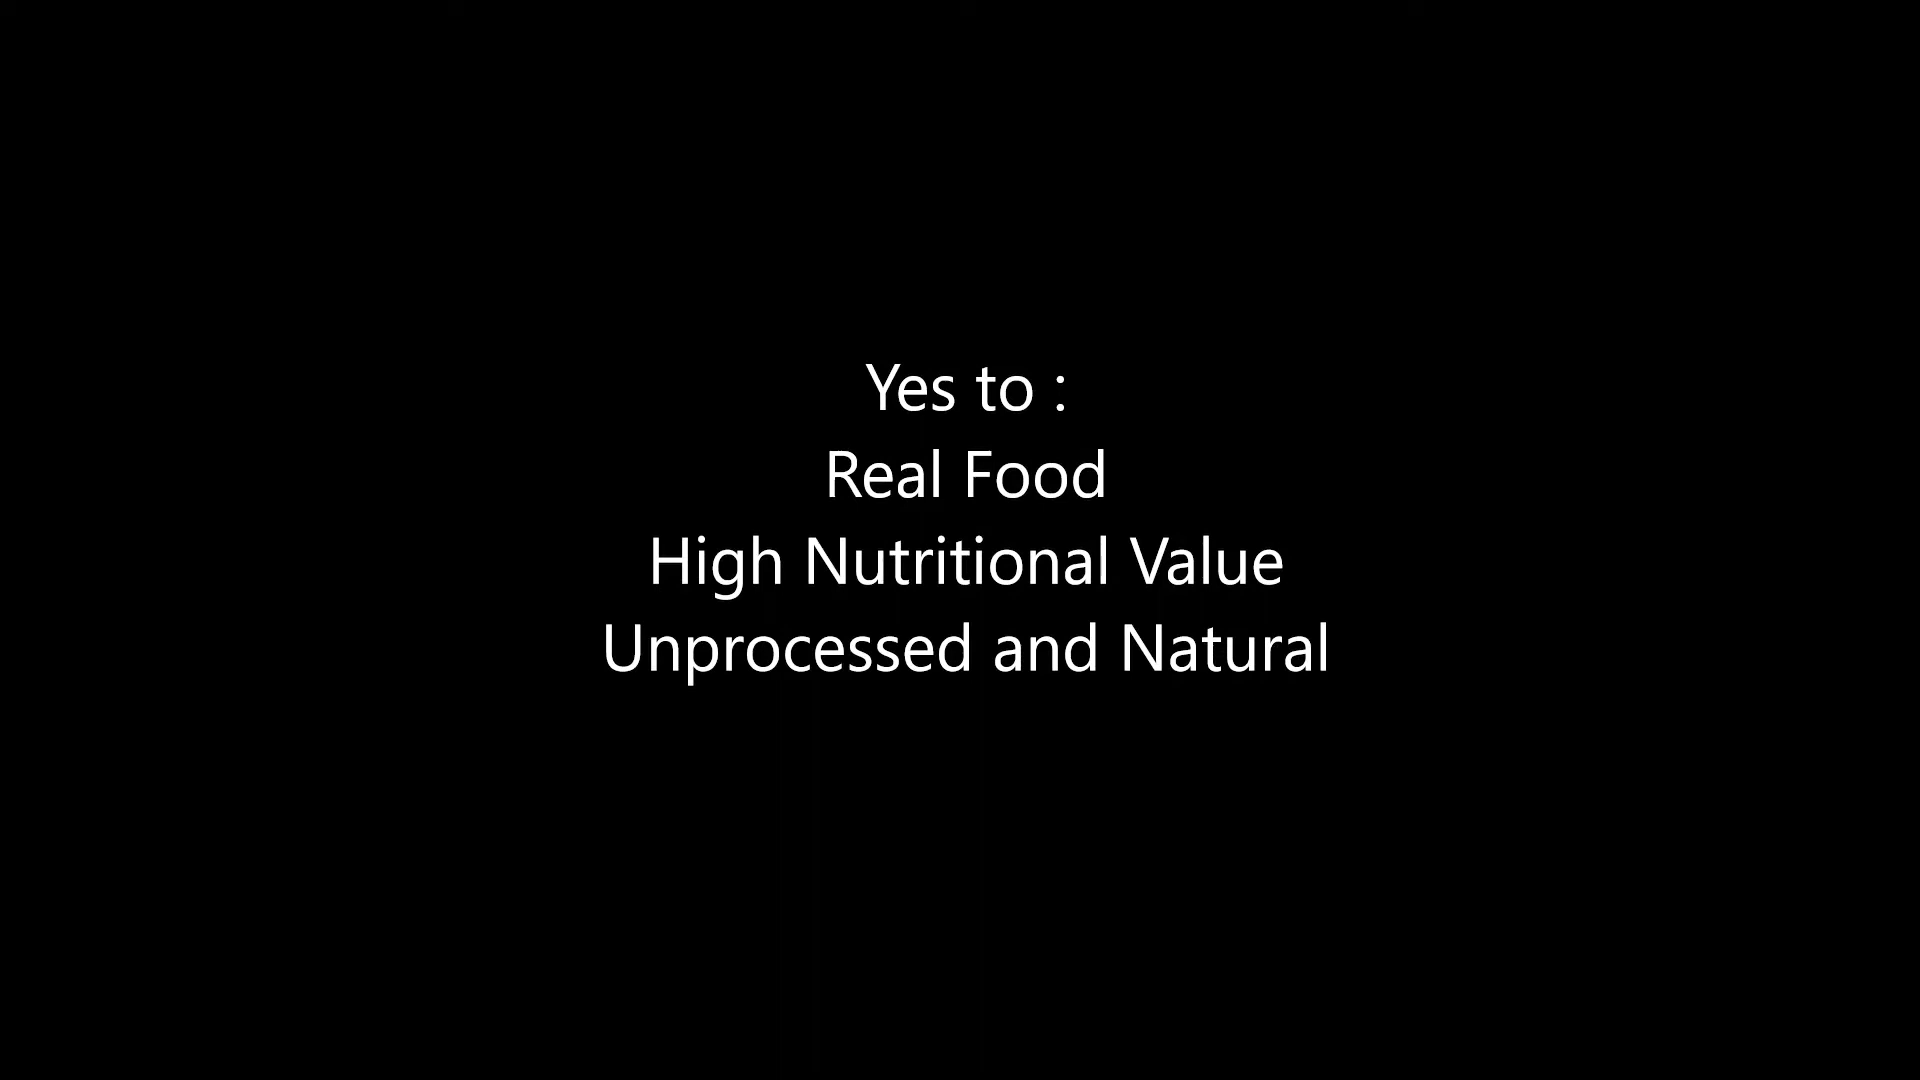 Yes to :
Real Food
High Nutritional Value
Unprocessed and Natural